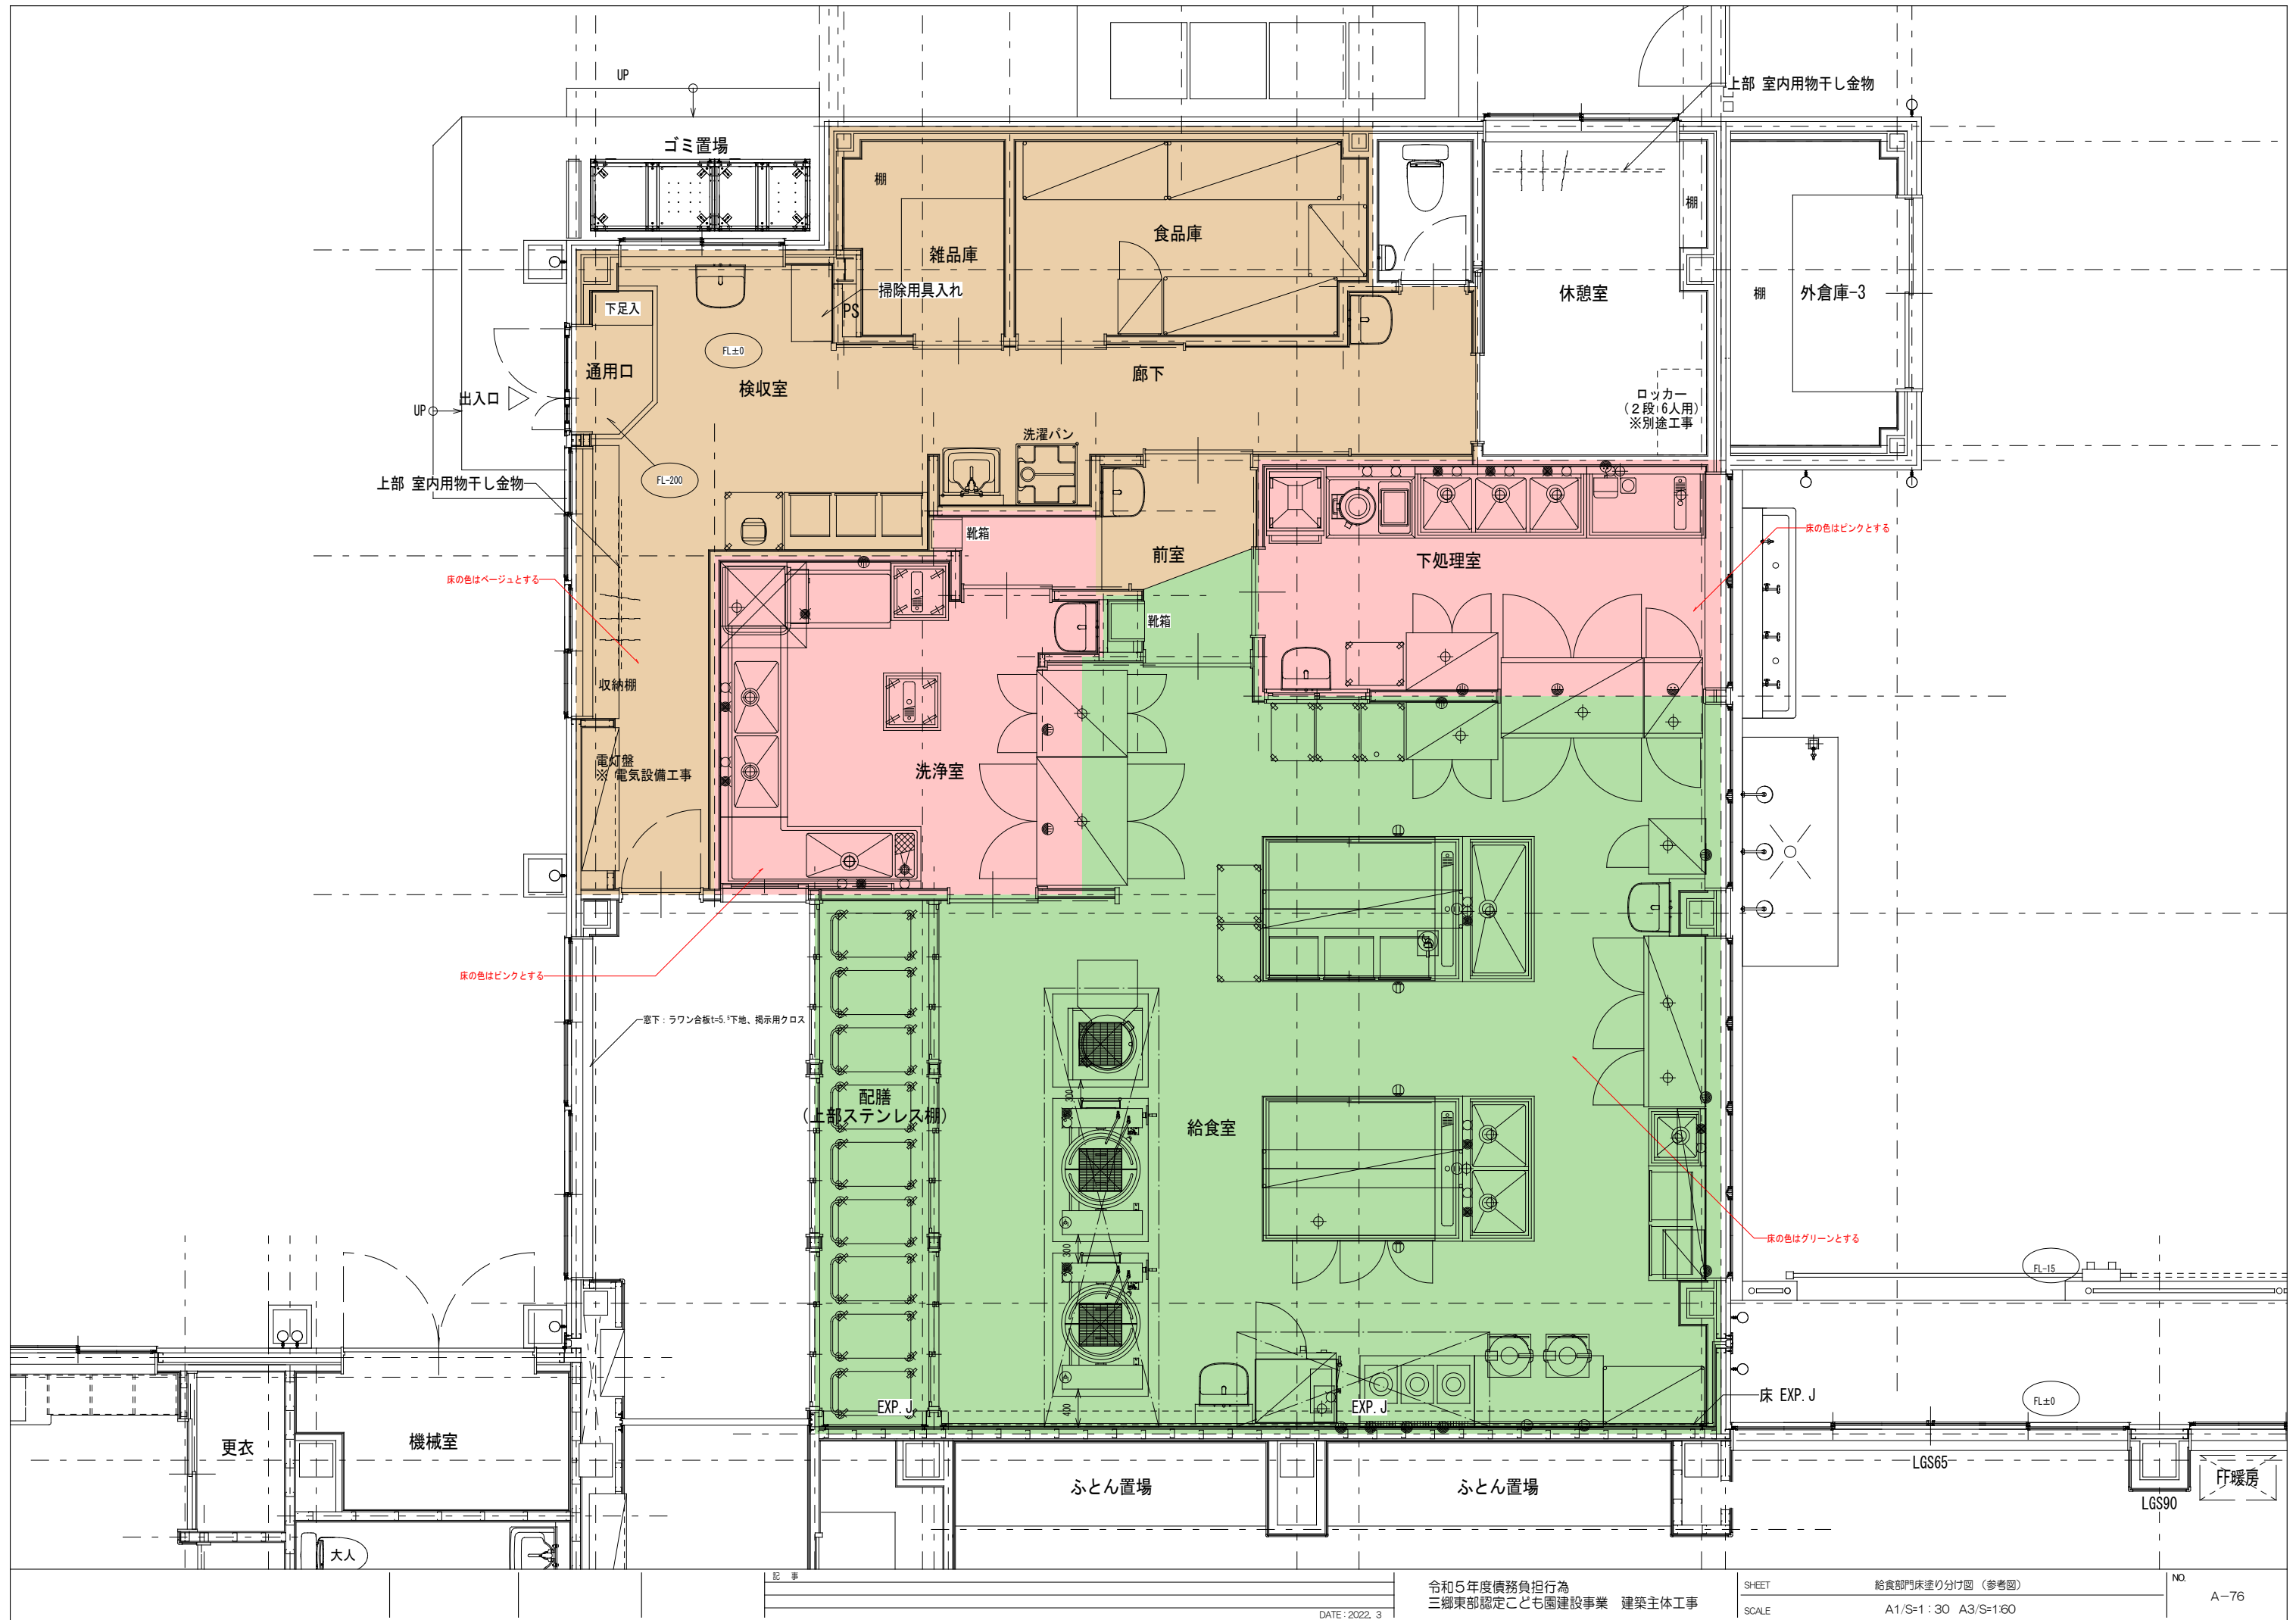 UP
上部 室内用物干し金物
ゴミ置場
棚
雑品庫
食品庫
棚
掃除用具入れ
PS
下足入
休憩室
棚
外倉庫-3
FL±0
通用口
検収室
廊下
出入口
UP
ロッカー
(2段 6人用)
※別途工事
洗濯パン
上部 室内用物干し金物
FL-200
靴箱
前室
下処理室
床の色はピンクとする
床の色はベージュとする
靴箱
収納棚
電灯盤
※ 電気設備工事
洗浄室
床の色はピンクとする
窓下:ラワン合板t=5.5下地、掲示用クロス
配膳
(上部ステンレス棚)
300
給食室
300
床の色はグリーンとする
FL-15
400
EXP.J
EXP.J
床 EXP.J
FL±0
更衣
機械室
ふとん置場
ふとん置場
LGS65
FF暖房
LGS90
大人
記 事
DATE:2022. 3
令和5年度債務負担行為
三郷東部認定こども園建設事業 建築主体工事
SHEET
給食部門床塗り分け図 (参考図)
SCALE
A1/S=1:30 A3/S=1:60
NO.
A-76